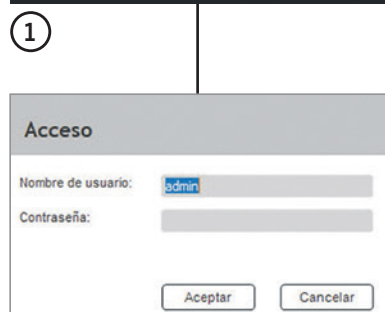 1
Acceso
Nombre de usuario: admin
Contraseña:
Aceptar Cancelar